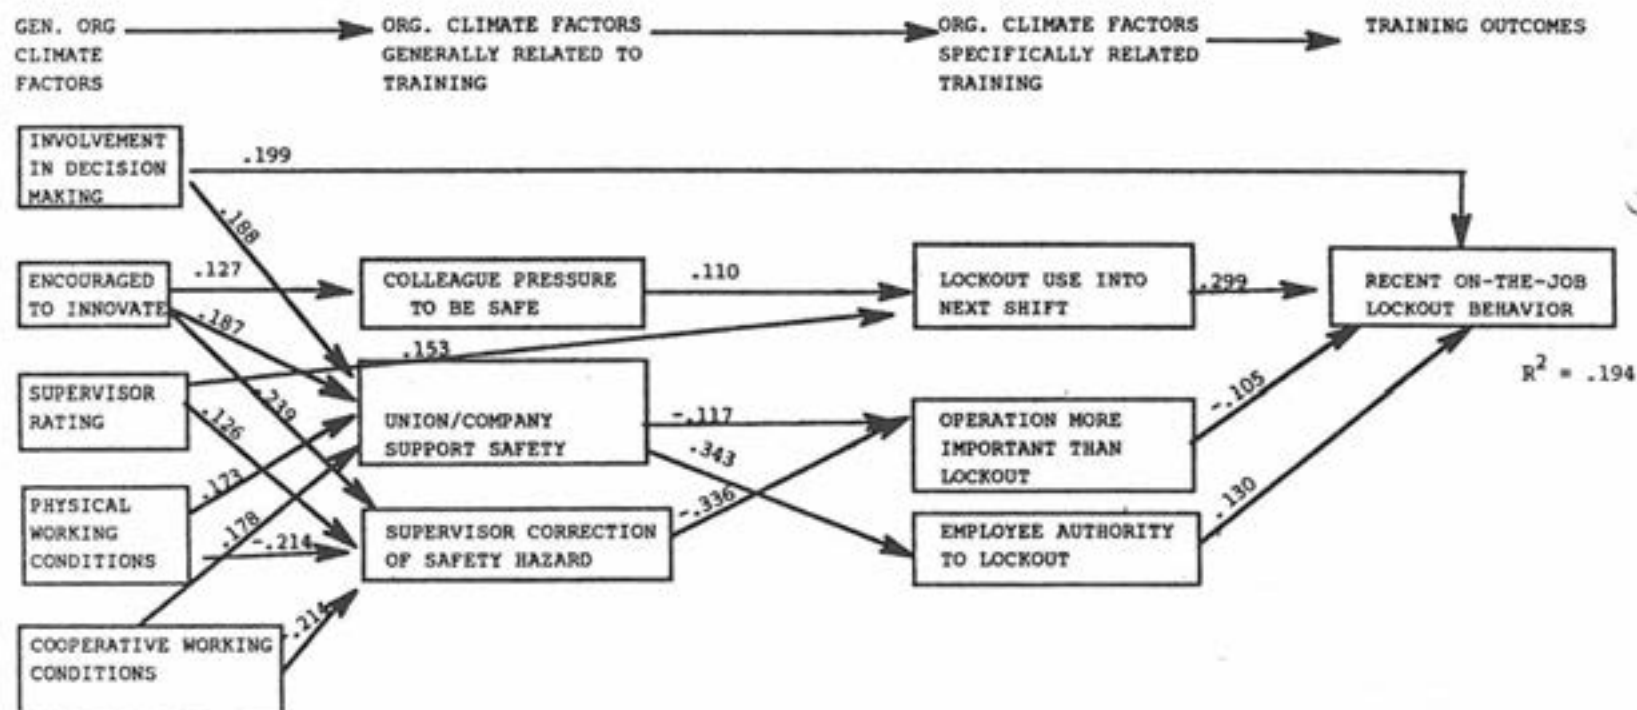 GEN. ORG
CLIMATE
FACTORS
ORG. CLIMATE FACTORS
GENERALLY RELATED TO
TRAINING
ORG. CLIMATE FACTORS
SPECIFICALLY RELATED
TRAINING
TRAINING OUTCOMES
INVOLVEMENT
IN DECISION
MAKING
.199
.188
ENCOURAGED
TO INNOVATE
.127
.187
.239
COLLEAGUE PRESSURE
TO BE SAFE
.110
LOCKOUT USE INTO
NEXT SHIFT
.299
RECENT ON-THE-JOB
LOCKOUT BEHAVIOR
R² = .194
SUPERVISOR
RATING
.153
.126
UNION/COMPANY
SUPPORT SAFETY
-.117
.343
OPERATION MORE
IMPORTANT THAN
LOCKOUT
-.105
PHYSICAL
WORKING
CONDITIONS
.173
.178
-.214
SUPERVISOR CORRECTION
OF SAFETY HAZARD
-.336
EMPLOYEE AUTHORITY
TO LOCKOUT
.130
COOPERATIVE WORKING
CONDITIONS
-.214